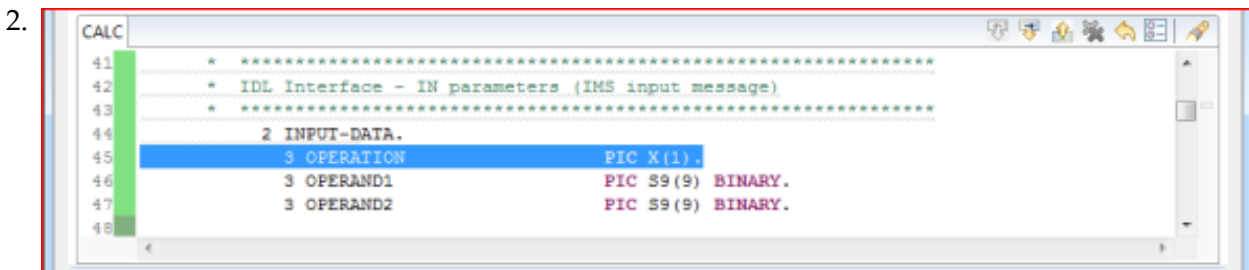 2.
CALC
41 * ***************************************************************
42 * IDL Interface - IN parameters (IMS input message)
43 * ***************************************************************
44 2 INPUT-DATA.
45 3 OPERATION PIC X(1).
46 3 OPERAND1 PIC S9(9) BINARY.
47 3 OPERAND2 PIC S9(9) BINARY.
48